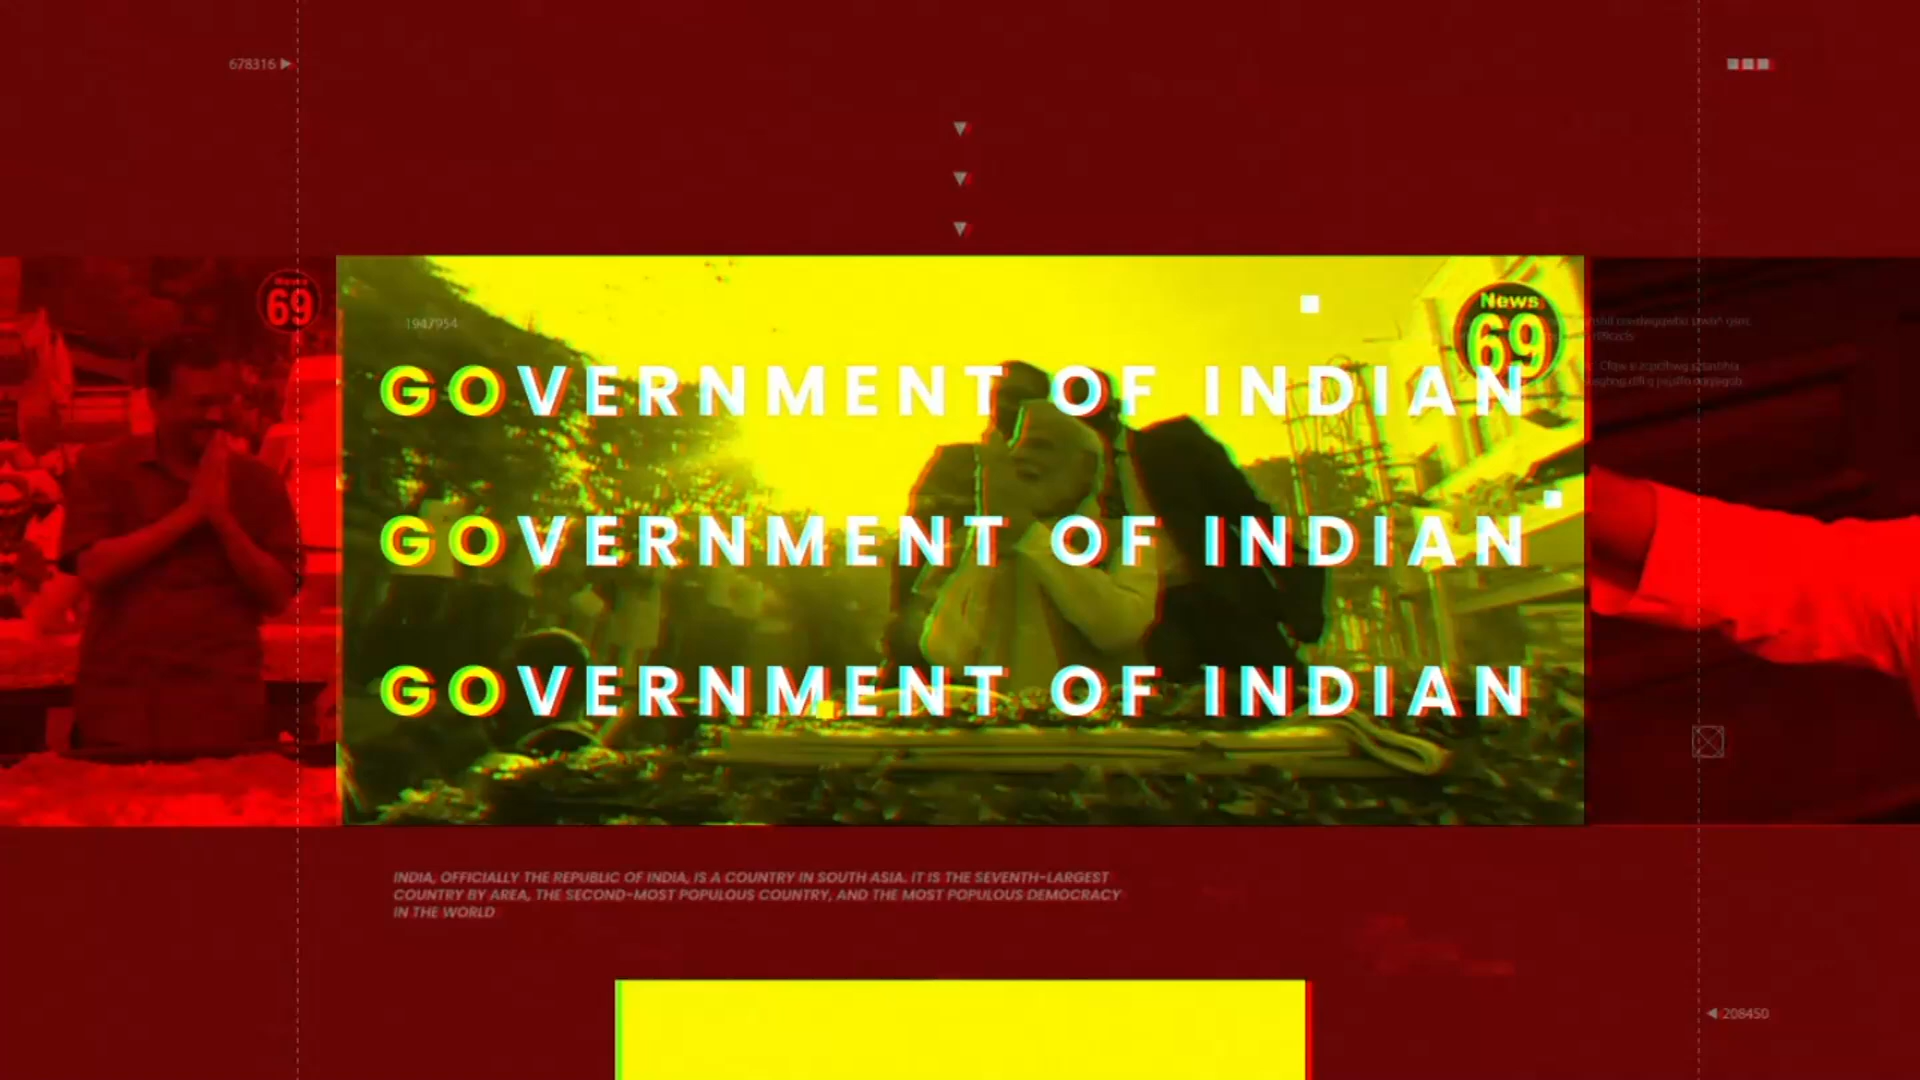 678316
News
69
News
69
1947954
GOVERNMENT OF INDIAN
GOVERNMENT OF INDIAN
GOVERNMENT OF INDIAN
INDIA, OFFICIALLY THE REPUBLIC OF INDIA, IS A COUNTRY IN SOUTH ASIA. IT IS THE SEVENTH-LARGEST
COUNTRY BY AREA, THE SECOND-MOST POPULOUS COUNTRY, AND THE MOST POPULOUS DEMOCRACY
IN THE WORLD
208450